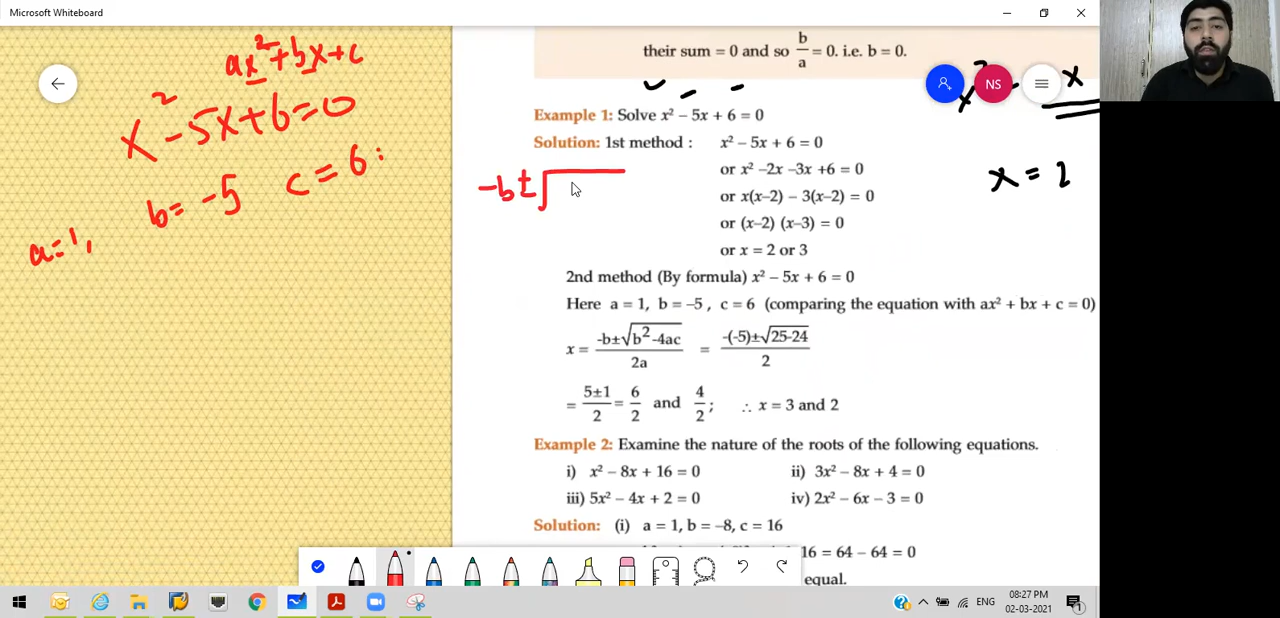 Microsoft Whiteboard
ax²+bx+c
x²-5x+6=0
b= -5 c=6
a=1,
their sum = 0 and so b/a = 0. i.e. b = 0.
NS
Example 1: Solve x² – 5x + 6 = 0
Solution: 1st method : x² – 5x + 6 = 0
or x² –2x –3x +6 = 0
or x(x–2) – 3(x–2) = 0
or (x–2) (x–3) = 0
or x = 2 or 3
-b±√
x = 2
2nd method (By formula) x² – 5x + 6 = 0
Here a = 1, b = –5 , c = 6 (comparing the equation with ax² + bx + c = 0)
x = -b±√b²-4ac / 2a = -(-5)±√25-24 / 2
= 5±1 / 2 = 6/2 and 4/2; ∴ x = 3 and 2
Example 2: Examine the nature of the roots of the following equations.
i) x² – 8x + 16 = 0 ii) 3x² – 8x + 4 = 0
iii) 5x² – 4x + 2 = 0 iv) 2x² – 6x – 3 = 0
Solution: (i) a = 1, b = –8, c = 16
16 = 64 – 64 = 0
equal.
ENG
08:27 PM
02-03-2021